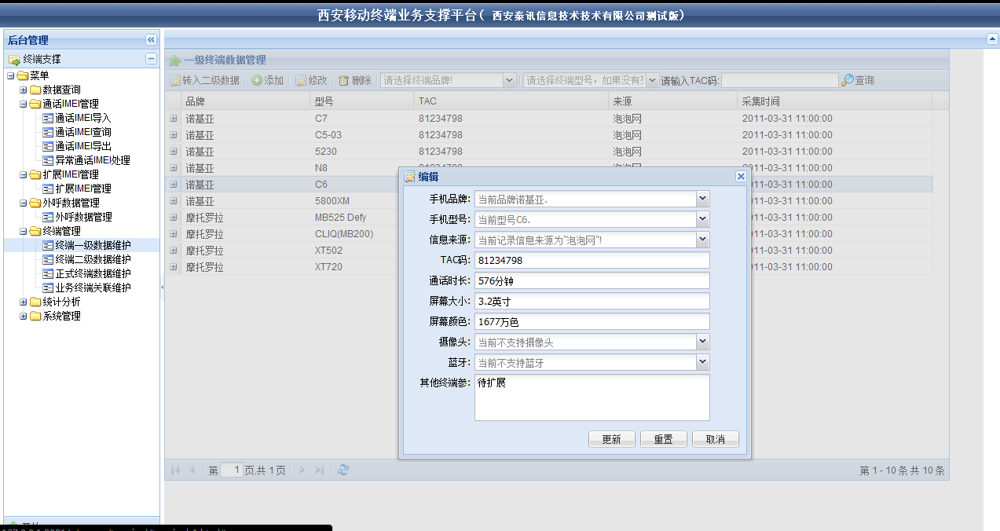 西安移动终端业务支撑平台( 西安泰讯信息技术技术有限公司测试版)
后台管理
终端支撑
菜单
数据查询
通话IMEI管理
通话IMEI导入
通话IMEI查询
通话IMEI导出
异常通话IMEI处理
扩展IMEI管理
扩展IMEI管理
外呼数据管理
外呼数据管理
终端管理
终端一级数据维护
终端二级数据维护
正式终端数据维护
业务终端关联维护
统计分析
系统管理
一级终端数据管理
转入二级数据 添加 修改 删除 请选择终端品牌! 请选择终端型号，如果没有 请输入TAC码: 查询
品牌 型号 TAC 来源 采集时间
诺基亚 C7 81234798 泡泡网 2011-03-31 11:00:00
诺基亚 C5-03 81234798 泡泡网 2011-03-31 11:00:00
诺基亚 5230 81234798 泡泡网 2011-03-31 11:00:00
诺基亚 N8 81234798 泡泡网 2011-03-31 11:00:00
诺基亚 C6 2011-03-31 11:00:00
诺基亚 5800XM 2011-03-31 11:00:00
摩托罗拉 MB525 Defy 2011-03-31 11:00:00
摩托罗拉 CLIQ(MB200) 2011-03-31 11:00:00
摩托罗拉 XT502 2011-03-31 11:00:00
摩托罗拉 XT720 2011-03-31 11:00:00
编辑
手机品牌: 当前品牌诺基亚.
手机型号: 当前型号C6.
信息来源: 当前记录信息来源为"泡泡网"!
TAC码: 81234798
通话时长: 576分钟
屏幕大小: 3.2英寸
屏幕颜色: 1677万色
摄像头: 当前不支持摄像头
蓝牙: 当前不支持蓝牙
其他终端参: 待扩展
更新 重置 取消
第 1 页,共 1 页
第 1 - 10 条 共 10 条